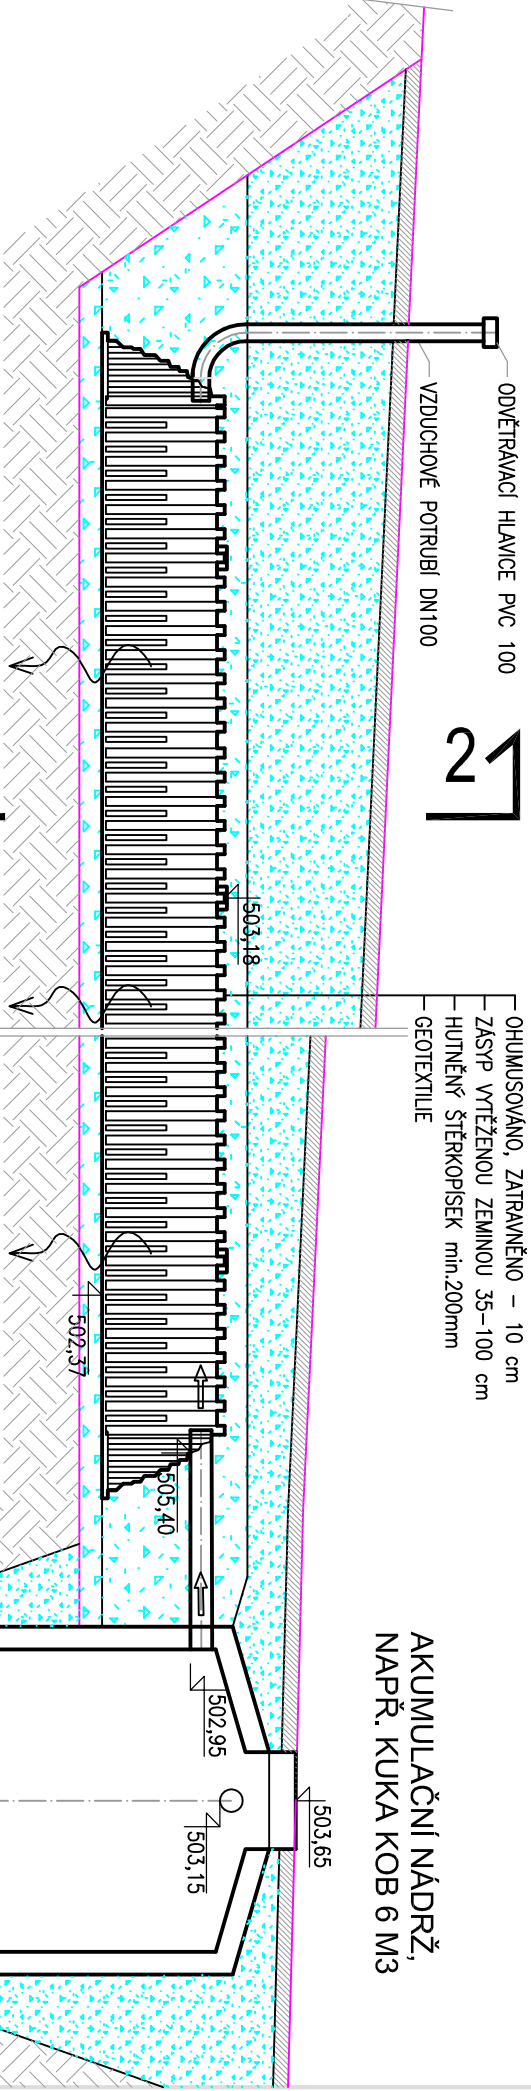 ODVĚTRÁVACÍ HLAVICE PVC 100
VZDUCHOVÉ POTRUBÍ DN100
2
503,18
OHUMUSOVÁNO, ZATRAVNĚNO - 10 cm
ZÁSYP VYTĚŽENOU ZEMINOU 35-100 cm
HUTNĚNÝ ŠTĚRKOPÍSEK min.200mm
GEOTEXTILIE
502,37
505,40
AKUMULAČNÍ NÁDRŽ,
NAPŘ. KUKA KOB 6 M3
502,95
503,65
503,15